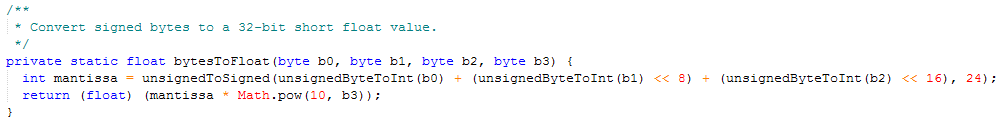 /**
 * Convert signed bytes to a 32-bit short float value.
 */
private static float bytesToFloat(byte b0, byte b1, byte b2, byte b3) {
  int mantissa = unsignedToSigned(unsignedByteToInt(b0) + (unsignedByteToInt(b1) << 8) + (unsignedByteToInt(b2) << 16), 24);
  return (float) (mantissa * Math.pow(10, b3));
}